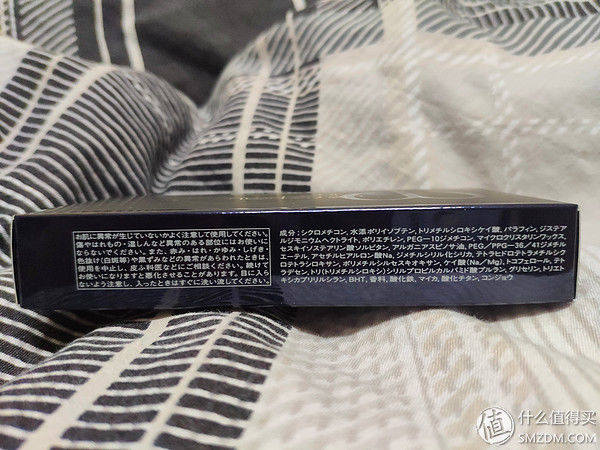 お肌に異常が生じていないかよく注意して使用してください。
傷やはれもの・湿しんなど異常のある部位にはお使いに
ならないでください。また、赤み・はれ・かゆみ・しげき・
色抜け(白斑等)や黒ずみなどの異常があらわれたときは、
使用を中止し、皮ふ科医などにご相談ください。続けて
お使いになりますと悪化させることがあります。目に入ら
ないよう注意し、入ったときはすぐに洗い流してください。
成分:シクロメチコン, 水添ポリイソブテン, トリメチルシロキシケイ酸, パラフィン, ジステア
ルジモニウムヘクトライト, ポリエチレン, PEG-10ジメチコン, マイクロクリスタリンワックス,
セスキイソステアリン酸ソルビタン, アルガニアスピノサ油, PEG/PPG-36/41ジメチル
エーテル, アセチルヒアルロン酸Na, ジメチルシリル化シリカ, テトラヒドロテトラメチルシク
ロテトラシロキサン, ポリメチルシルセスキオキサン, ケイ酸(Na/Mg), トコフェロール, テト
ラデセン, トリ(トリメチルシロキシ)シリルプロピルカルバミド酸プルラン, グリセリン, トリエト
キシカプリリルシラン, BHT, 香料, 酸化鉄, マイカ, 酸化チタン, コンジョウ
值 什么值得买
SMZDM.COM